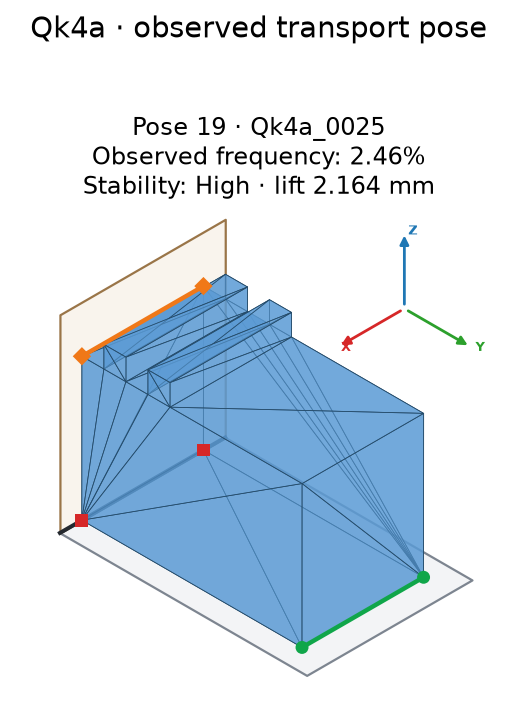 Qk4a · observed transport pose
Pose 19 · Qk4a_0025
Observed frequency: 2.46%
Stability: High · lift 2.164 mm
Z
X
Y